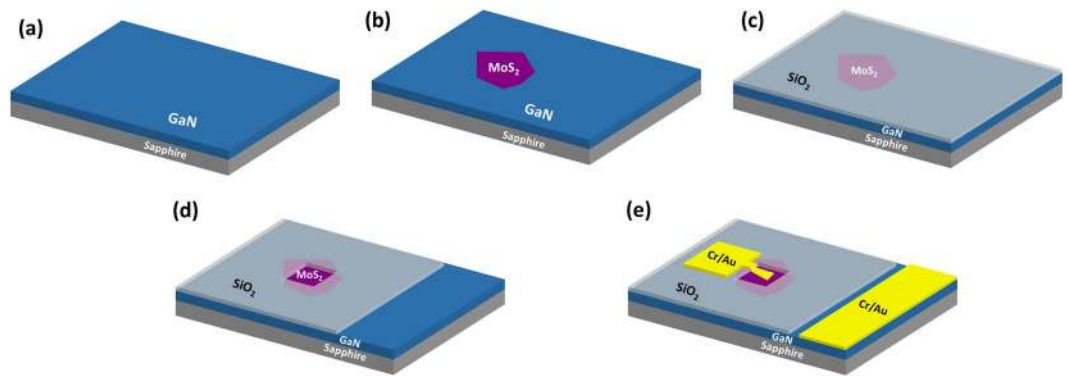 (a)
GaN
Sapphire
(b)
MoS₂
GaN
Sapphire
(c)
MoS₂
SiO₂
GaN
Sapphire
(d)
MoS₂
SiO₂
GaN
Sapphire
(e)
Cr/Au
SiO₂
Cr/Au
GaN
Sapphire